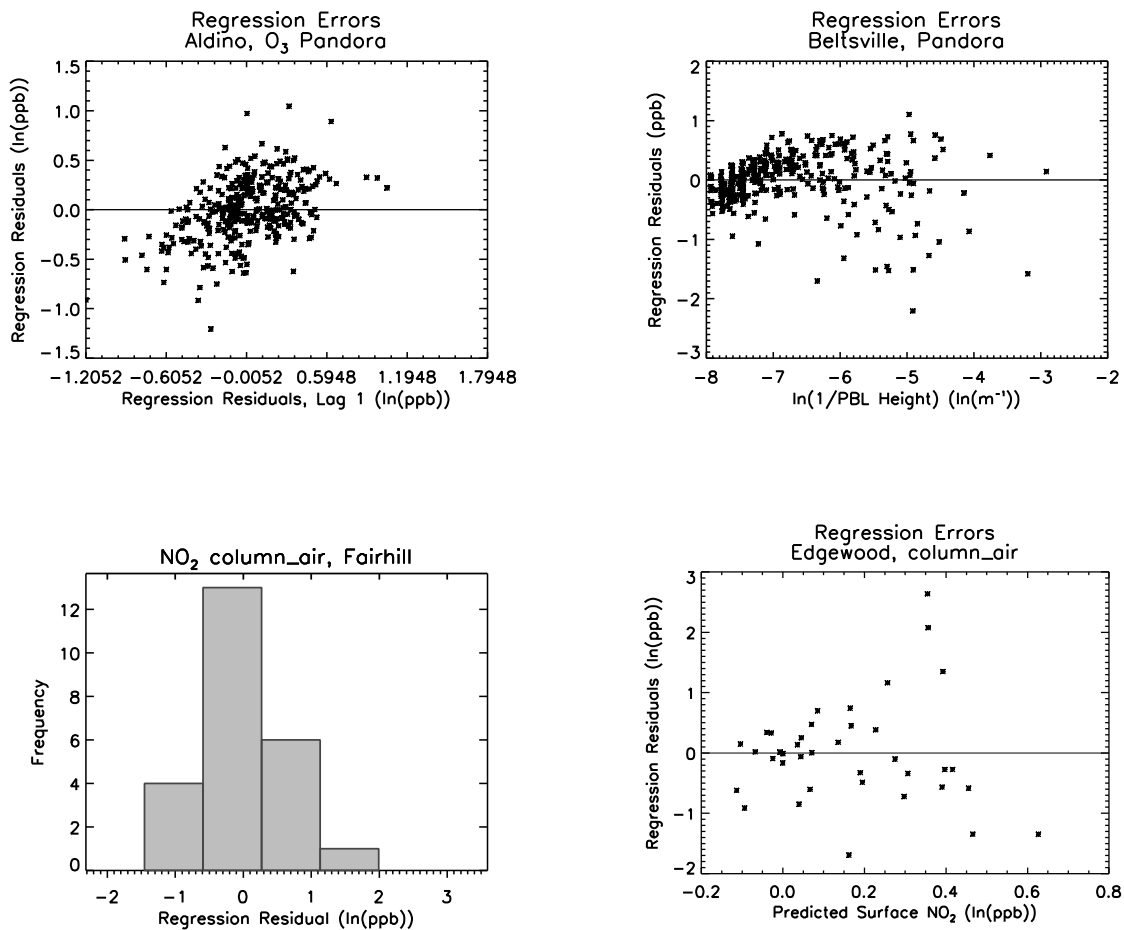 Regression Errors
Aldino, O₃ Pandora
1.5
1.0
0.5
0.0
−0.5
−1.0
−1.5
Regression Residuals (ln(ppb))
−1.2052 −0.6052 −0.0052 0.5948 1.1948 1.7948
Regression Residuals, Lag 1 (ln(ppb))
Regression Errors
Beltsville, Pandora
2
1
0
−1
−2
−3
Regression Residuals (ppb)
−8 −7 −6 −5 −4 −3 −2
ln(1/PBL Height) (ln(m⁻¹))
NO₂ column_air, Fairhill
12
10
8
6
4
2
0
Frequency
−2 −1 0 1 2 3
Regression Residual (ln(ppb))
Regression Errors
Edgewood, column_air
3
2
1
0
−1
−2
Regression Residuals (ln(ppb))
−0.2 0.0 0.2 0.4 0.6 0.8
Predicted Surface NO₂ (ln(ppb))